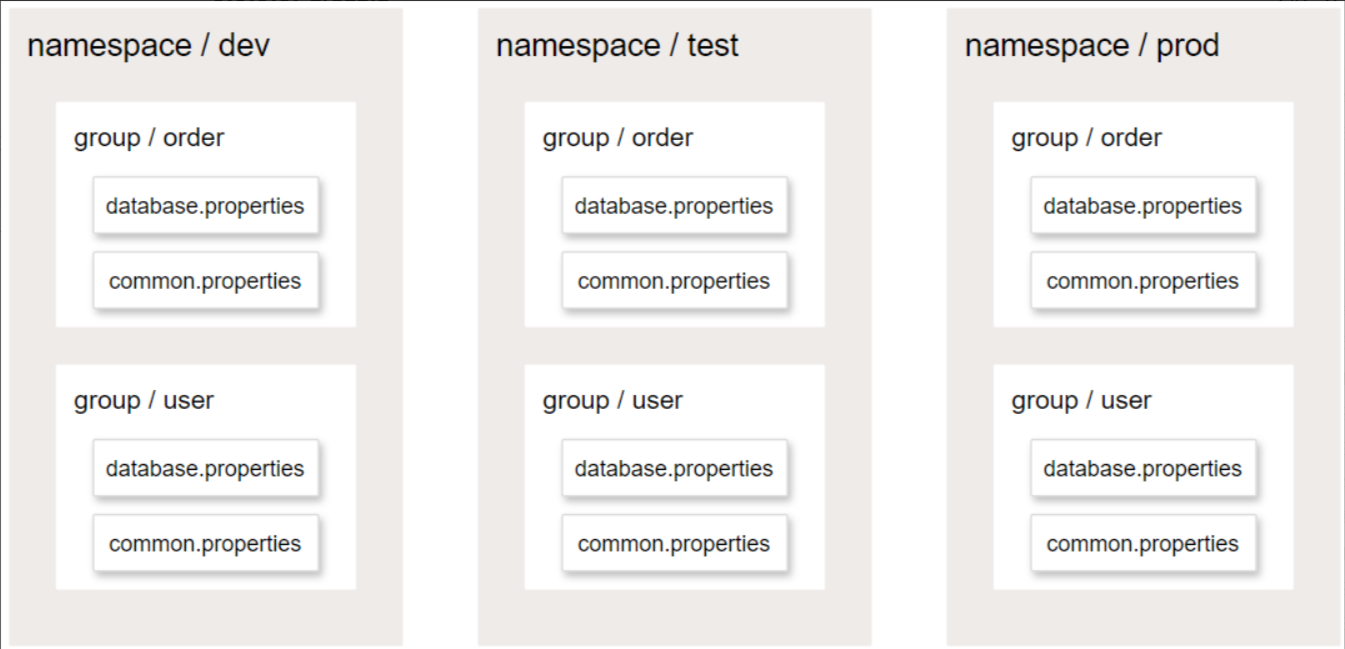 namespace / dev
group / order
database.properties
common.properties
group / user
database.properties
common.properties
namespace / test
group / order
database.properties
common.properties
group / user
database.properties
common.properties
namespace / prod
group / order
database.properties
common.properties
group / user
database.properties
common.properties